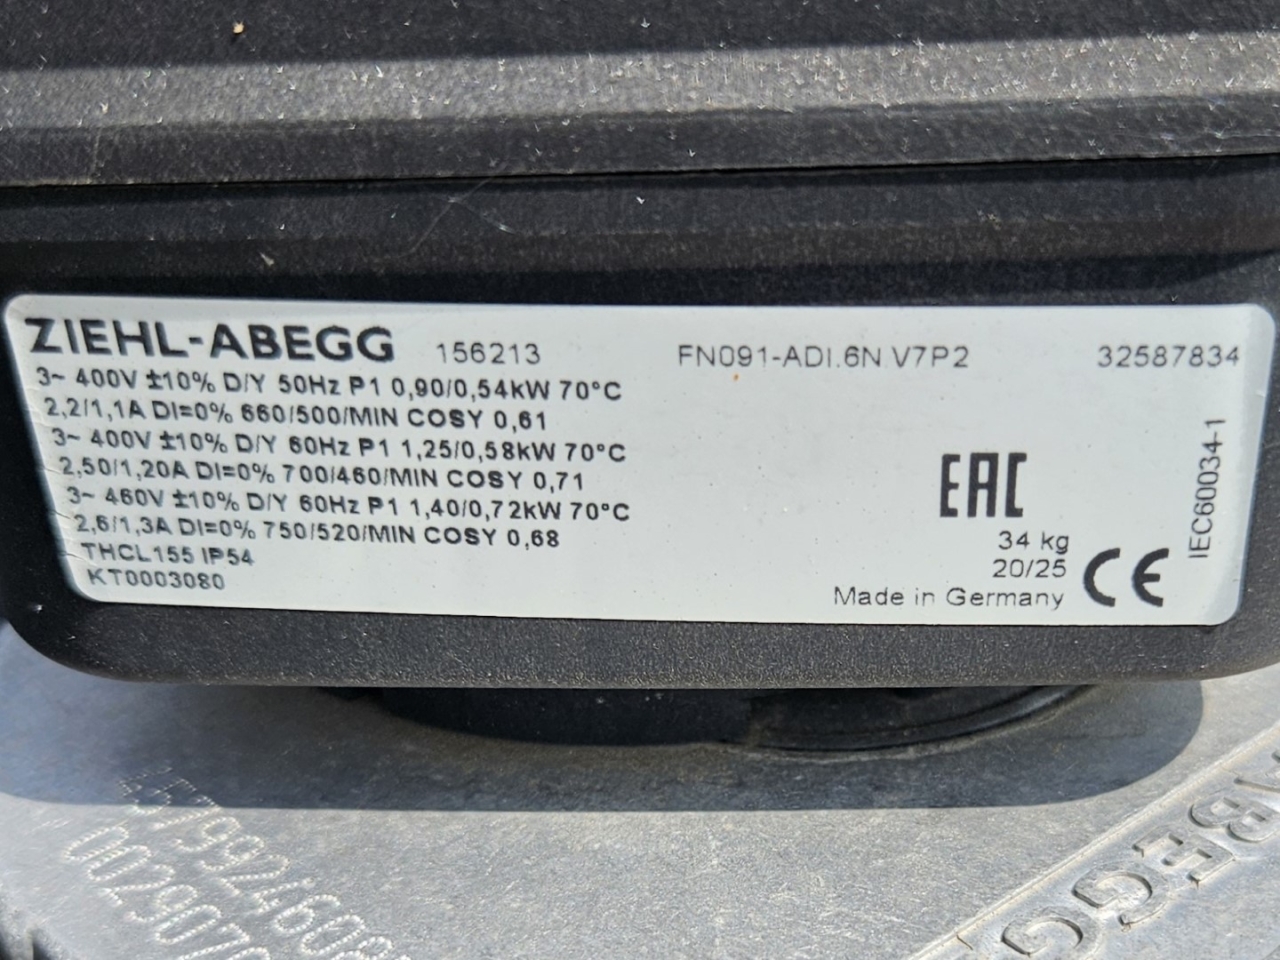 ZIEHL-ABEGG 156213 FN091-ADI.6N.V7P2 32587834
3~ 400V ±10% D/Y 50Hz P1 0,90/0,54kW 70°C
2,2/1,1A DI=0% 660/500/MIN COSY 0,61
3~ 400V ±10% D/Y 60Hz P1 1,25/0,58kW 70°C
2,50/1,20A DI=0% 700/460/MIN COSY 0,71
3~ 460V ±10% D/Y 60Hz P1 1,40/0,72kW 70°C
2,6/1,3A DI=0% 750/520/MIN COSY 0,68
THCL155 IP54
KT0003080
EAC
34 kg
20/25
Made in Germany
CE
IEC60034-1
0029070
ABEGG